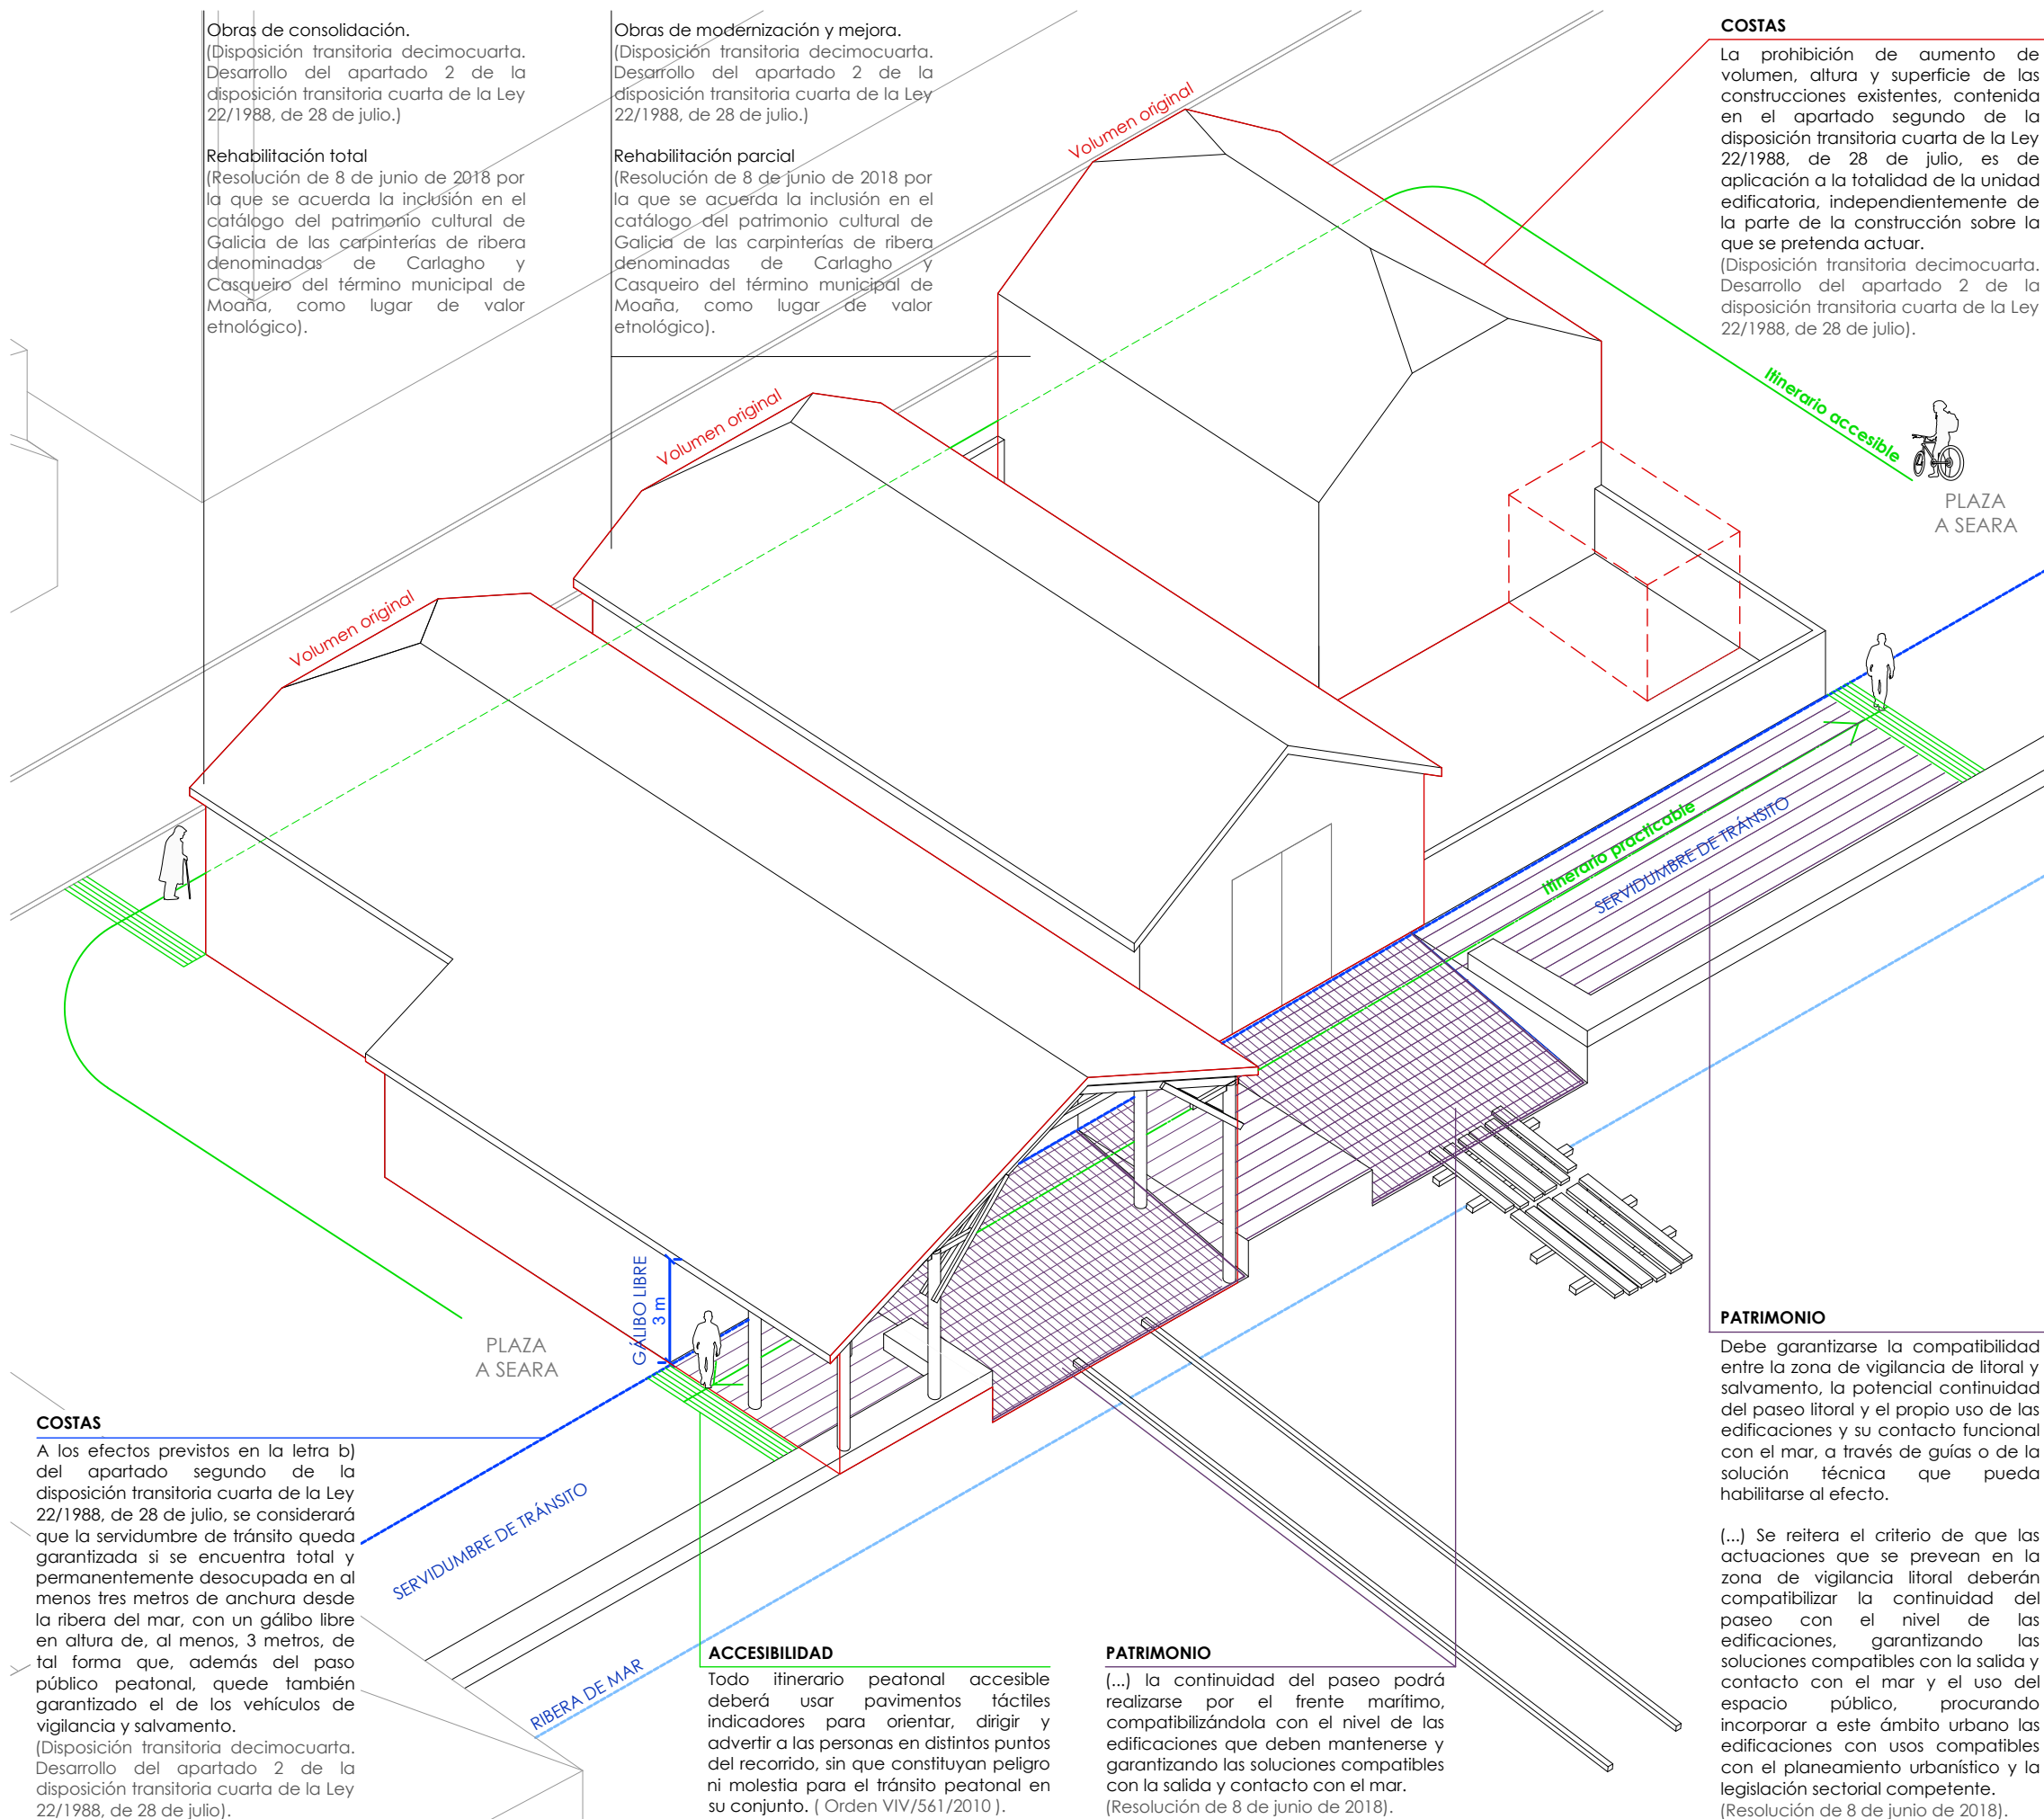 Obras de consolidación.
(Disposición transitoria decimocuarta.
Desarrollo del apartado 2 de la
disposición transitoria cuarta de la Ley
22/1988, de 28 de julio.)
Rehabilitación total
(Resolución de 8 de junio de 2018 por
la que se acuerda la inclusión en el
catálogo del patrimonio cultural de
Galicia de las carpinterías de ribera
denominadas de Carlagho y
Casqueiro del término municipal de
Moaña, como lugar de valor
etnológico).
Obras de modernización y mejora.
(Disposición transitoria decimocuarta.
Desarrollo del apartado 2 de la
disposición transitoria cuarta de la Ley
22/1988, de 28 de julio.)
Rehabilitación parcial
(Resolución de 8 de junio de 2018 por
la que se acuerda la inclusión en el
catálogo del patrimonio cultural de
Galicia de las carpinterías de ribera
denominadas de Carlagho y
Casqueiro del término municipal de
Moaña, como lugar de valor
etnológico).
COSTAS
La prohibición de aumento de
volumen, altura y superficie de las
construcciones existentes, contenida
en el apartado segundo de la
disposición transitoria cuarta de la Ley
22/1988, de 28 de julio, es de
aplicación a la totalidad de la unidad
edificatoria, independientemente de
la parte de la construcción sobre la
que se pretenda actuar.
(Disposición transitoria decimocuarta.
Desarrollo del apartado 2 de la
disposición transitoria cuarta de la Ley
22/1988, de 28 de julio).
Volumen original
Volumen original
Volumen original
Itinerario accesible
PLAZA
A SEARA
Itinerario practicable
SERVIDUMBRE DE TRÁNSITO
GÁLIBO LIBRE
3 m
PLAZA
A SEARA
SERVIDUMBRE DE TRÁNSITO
RIBERA DE MAR
COSTAS
A los efectos previstos en la letra b)
del apartado segundo de la
disposición transitoria cuarta de la Ley
22/1988, de 28 de julio, se considerará
que la servidumbre de tránsito queda
garantizada si se encuentra total y
permanentemente desocupada en al
menos tres metros de anchura desde
la ribera del mar, con un gálibo libre
en altura de, al menos, 3 metros, de
tal forma que, además del paso
público peatonal, quede también
garantizado el de los vehículos de
vigilancia y salvamento.
(Disposición transitoria decimocuarta.
Desarrollo del apartado 2 de la
disposición transitoria cuarta de la Ley
22/1988, de 28 de julio).
ACCESIBILIDAD
Todo itinerario peatonal accesible
deberá usar pavimentos táctiles
indicadores para orientar, dirigir y
advertir a las personas en distintos puntos
del recorrido, sin que constituyan peligro
ni molestia para el tránsito peatonal en
su conjunto. ( Orden VIV/561/2010 ).
PATRIMONIO
(...) la continuidad del paseo podrá
realizarse por el frente marítimo,
compatibilizándola con el nivel de las
edificaciones que deben mantenerse y
garantizando las soluciones compatibles
con la salida y contacto con el mar.
(Resolución de 8 de junio de 2018).
PATRIMONIO
Debe garantizarse la compatibilidad
entre la zona de vigilancia de litoral y
salvamento, la potencial continuidad
del paseo litoral y el propio uso de las
edificaciones y su contacto funcional
con el mar, a través de guías o de la
solución técnica que pueda
habilitarse al efecto.
(...) Se reitera el criterio de que las
actuaciones que se prevean en la
zona de vigilancia litoral deberán
compatibilizar la continuidad del
paseo con el nivel de las
edificaciones, garantizando las
soluciones compatibles con la salida y
contacto con el mar y el uso del
espacio público, procurando
incorporar a este ámbito urbano las
edificaciones con usos compatibles
con el planeamiento urbanístico y la
legislación sectorial competente.
(Resolución de 8 de junio de 2018).